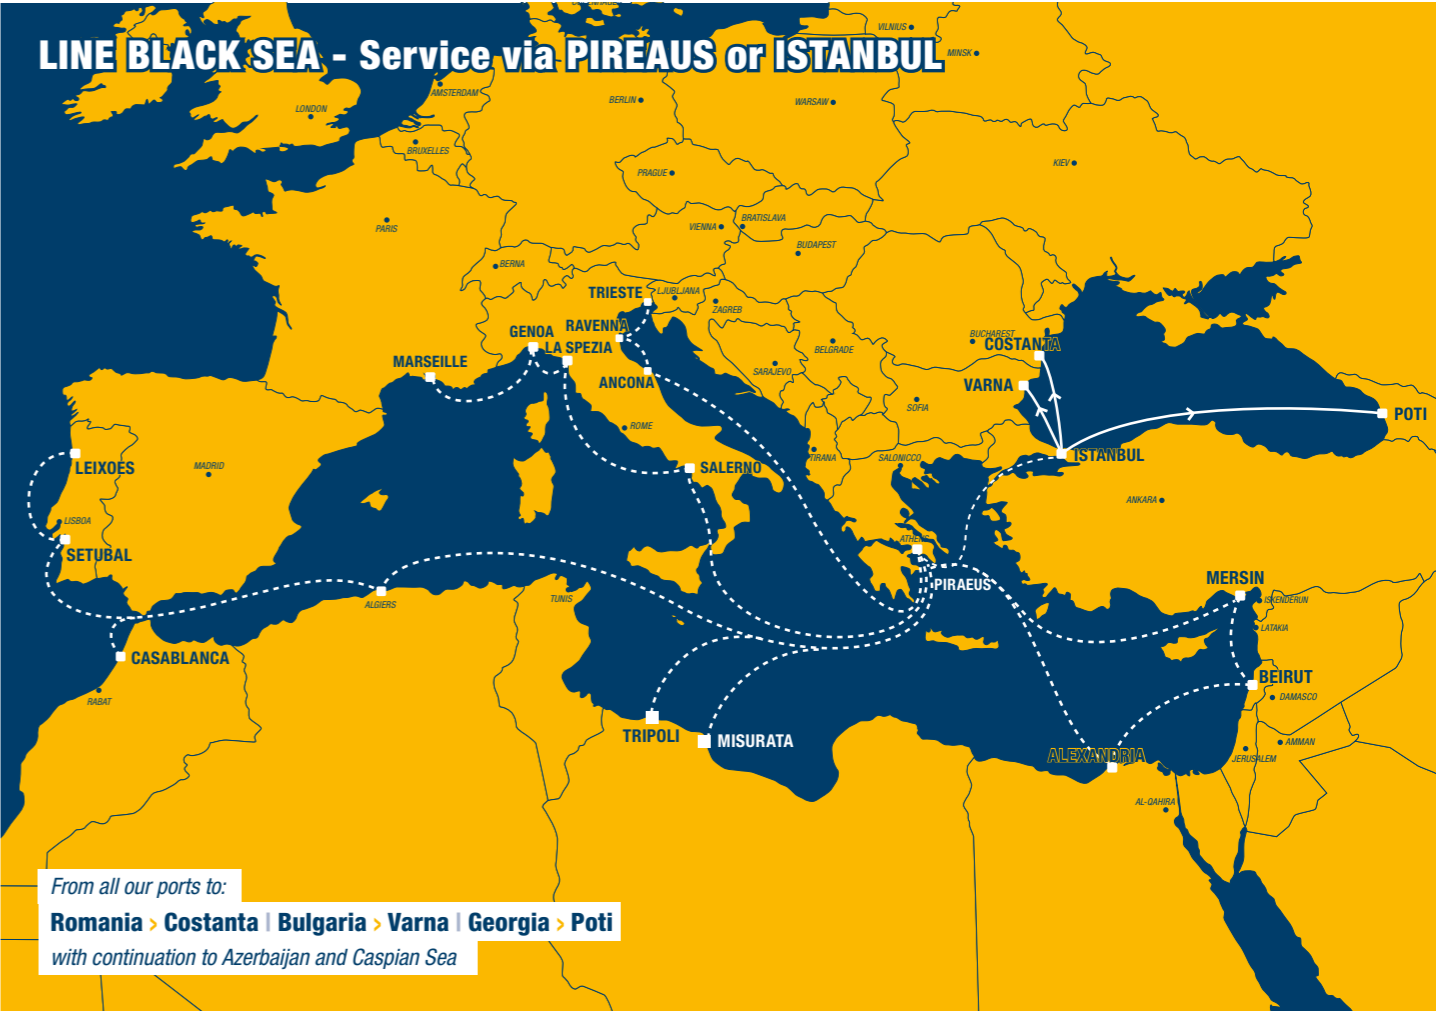 LINE BLACK SEA - Service via PIREAUS or ISTANBUL
VILNIUS
MINSK
AMSTERDAM
LONDON
BERLIN
WARSAW
BRUXELLES
KIEV
PRAGUE
PARIS
VIENNA
BRATISLAVA
BUDAPEST
BERNA
TRIESTE
LJUBLJANA
ZAGREB
GENOA
RAVENNA
LA SPEZIA
BELGRADE
BUCHAREST
COSTANTA
MARSEILLE
ANCONA
SARAJEVO
VARNA
SOFIA
POTI
ROME
LEIXOES
MADRID
SALERNO
TIRANA
SALONICCO
ISTANBUL
ANKARA
LISBOA
SETUBAL
ATHENS
PIRAEUS
MERSIN
ISKENDERUN
ALGIERS
TUNIS
LATAKIA
CASABLANCA
BEIRUT
RABAT
DAMASCO
TRIPOLI
MISURATA
ALEXANDRIA
AMMAN
JERUSALEM
AL-QAHIRA
From all our ports to:
Romania > Costanta | Bulgaria > Varna | Georgia > Poti
with continuation to Azerbaijan and Caspian Sea